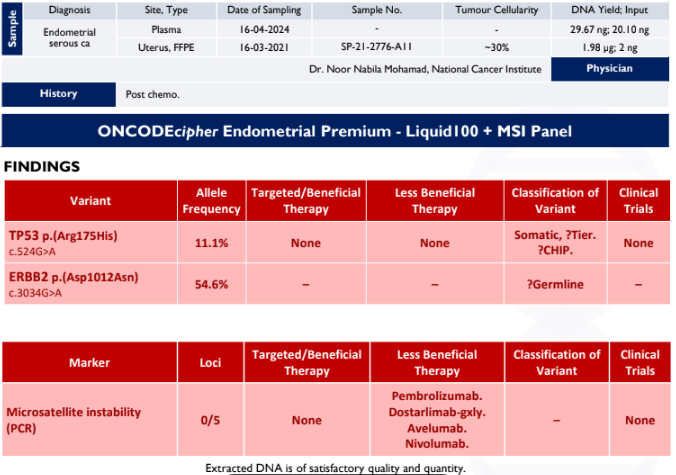 Sample
Diagnosis Site, Type Date of Sampling Sample No. Tumour Cellularity DNA Yield; Input
Endometrial serous ca Plasma 16-04-2024 - - 29.67 ng; 20.10 ng
Uterus, FFPE 16-03-2021 SP-21-2776-A11 ~30% 1.98 µg; 2 ng
Dr. Noor Nabila Mohamad, National Cancer Institute Physician
History Post chemo.
ONCODEcipher Endometrial Premium - Liquid100 + MSI Panel
FINDINGS
Variant Allele Frequency Targeted/Beneficial Therapy Less Beneficial Therapy Classification of Variant Clinical Trials
TP53 p.(Arg175His) 11.1% None None Somatic, ?Tier. ?CHIP. None
c.524G>A
ERBB2 p.(Asp1012Asn) 54.6% – – ?Germline –
c.3034G>A
Marker Loci Targeted/Beneficial Therapy Less Beneficial Therapy Classification of Variant Clinical Trials
Microsatellite instability (PCR) 0/5 None Pembrolizumab. Dostarlimab-gxly. Avelumab. Nivolumab. – None
Extracted DNA is of satisfactory quality and quantity.